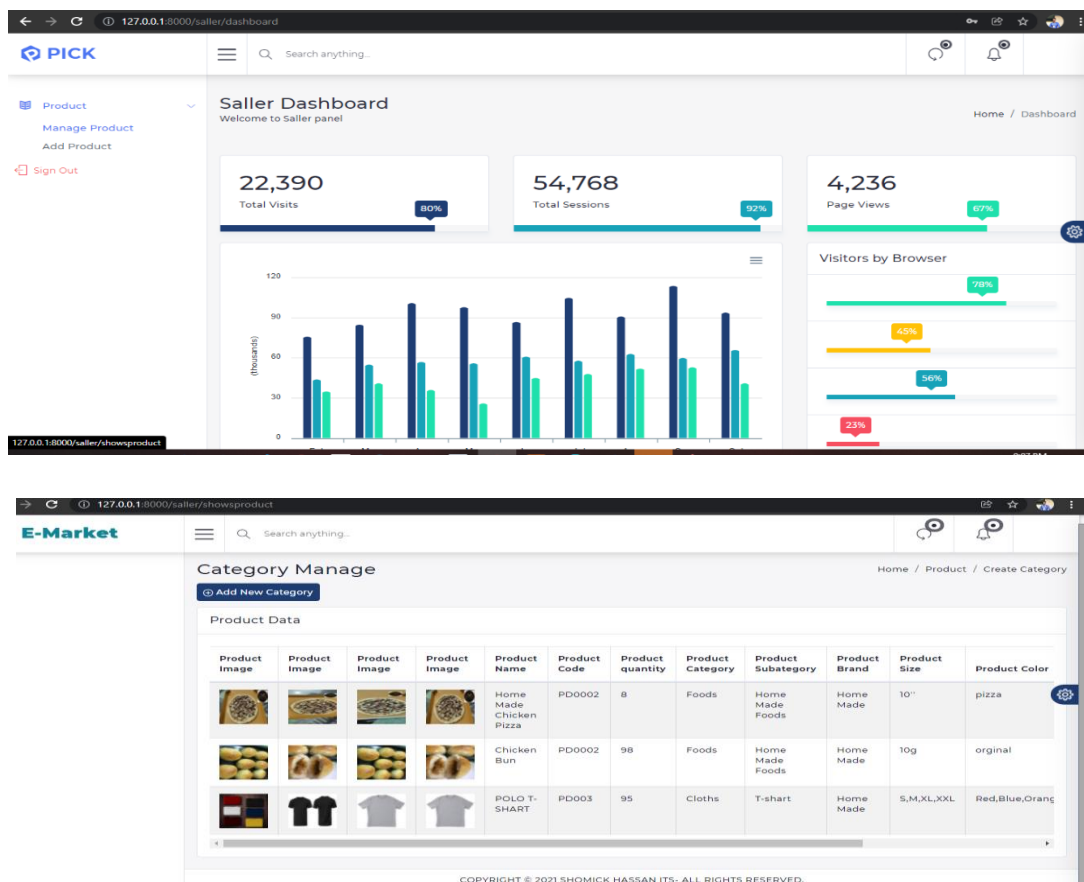 127.0.0.1:8000/saller/dashboard
PICK
Search anything..
Product
Manage Product
Add Product
Sign Out
Saller Dashboard
Welcome to Saller panel
Home / Dashboard
22,390
Total Visits
80%
54,768
Total Sessions
92%
4,236
Page Views
67%
120
90
60
30
0
(thousands)
Visitors by Browser
78%
45%
56%
23%
127.0.0.1:8000/saller/showsproduct
127.0.0.1:8000/saller/showsproduct
E-Market
Search anything..
Category Manage
Home / Product / Create Category
Add New Category
Product Data
Product Image Product Image Product Image Product Image Product Name Product Code Product quantity Product Category Product Subategory Product Brand Product Size Product Color
Home Made Chicken Pizza PD0002 8 Foods Home Made Foods Home Made 10'' pizza
Chicken Bun PD0002 98 Foods Home Made Foods Home Made 10g orginal
POLO T-SHART PD003 95 Cloths T-shart Home Made S,M,XL,XXL Red,Blue,Orang
COPYRIGHT © 2021 SHOMICK HASSAN ITS- ALL RIGHTS RESERVED.